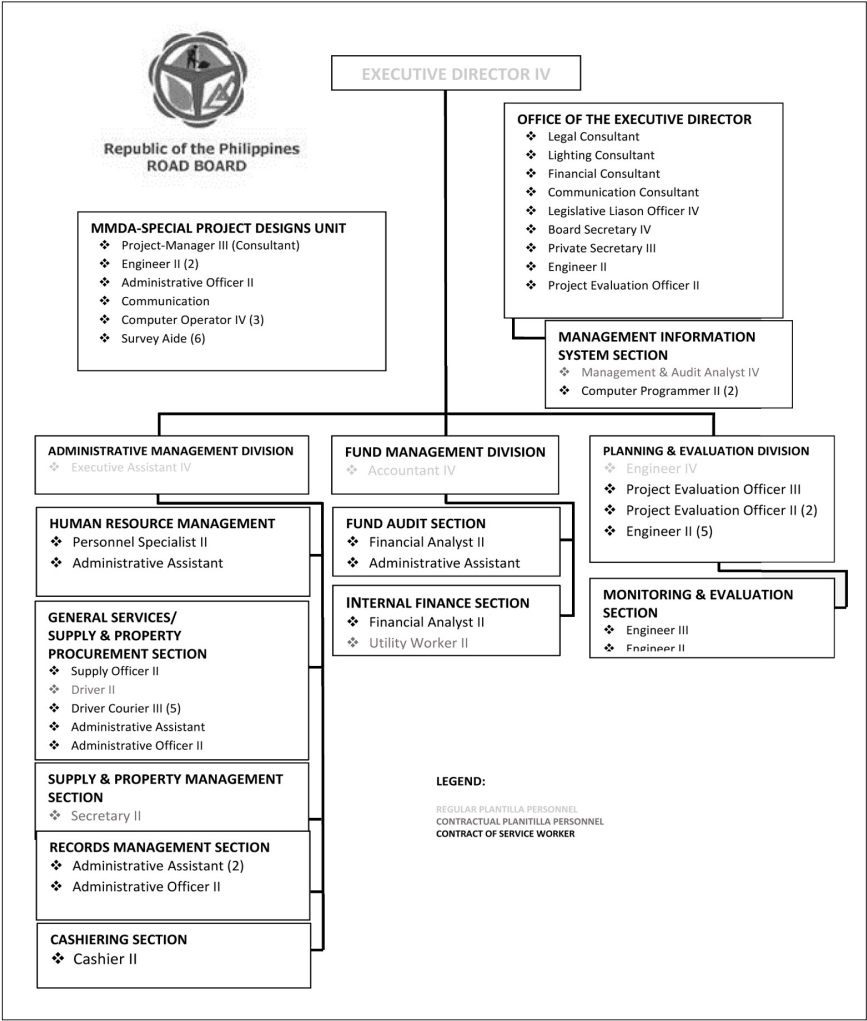 EXECUTIVE DIRECTOR IV
Republic of the Philippines
ROAD BOARD
OFFICE OF THE EXECUTIVE DIRECTOR
❖ Legal Consultant
❖ Lighting Consultant
❖ Financial Consultant
❖ Communication Consultant
❖ Legislative Liason Officer IV
❖ Board Secretary IV
❖ Private Secretary III
❖ Engineer II
❖ Project Evaluation Officer II
MMDA-SPECIAL PROJECT DESIGNS UNIT
❖ Project-Manager III (Consultant)
❖ Engineer II (2)
❖ Administrative Officer II
❖ Communication
❖ Computer Operator IV (3)
❖ Survey Aide (6)
MANAGEMENT INFORMATION
SYSTEM SECTION
❖ Management & Audit Analyst IV
❖ Computer Programmer II (2)
ADMINISTRATIVE MANAGEMENT DIVISION
❖ Executive Assistant IV
HUMAN RESOURCE MANAGEMENT
❖ Personnel Specialist II
❖ Administrative Assistant
GENERAL SERVICES/
SUPPLY & PROPERTY
PROCUREMENT SECTION
❖ Supply Officer II
❖ Driver II
❖ Driver Courier III (5)
❖ Administrative Assistant
❖ Administrative Officer II
SUPPLY & PROPERTY MANAGEMENT
SECTION
❖ Secretary II
RECORDS MANAGEMENT SECTION
❖ Administrative Assistant (2)
❖ Administrative Officer II
CASHIERING SECTION
❖ Cashier II
FUND MANAGEMENT DIVISION
❖ Accountant IV
FUND AUDIT SECTION
❖ Financial Analyst II
❖ Administrative Assistant
INTERNAL FINANCE SECTION
❖ Financial Analyst II
❖ Utility Worker II
PLANNING & EVALUATION DIVISION
❖ Engineer IV
❖ Project Evaluation Officer III
❖ Project Evaluation Officer II (2)
❖ Engineer II (5)
MONITORING & EVALUATION
SECTION
❖ Engineer III
❖ Engineer II
LEGEND:
REGULAR PLANTILLA PERSONNEL
CONTRACTUAL PLANITILLA PERSONNEL
CONTRACT OF SERVICE WORKER